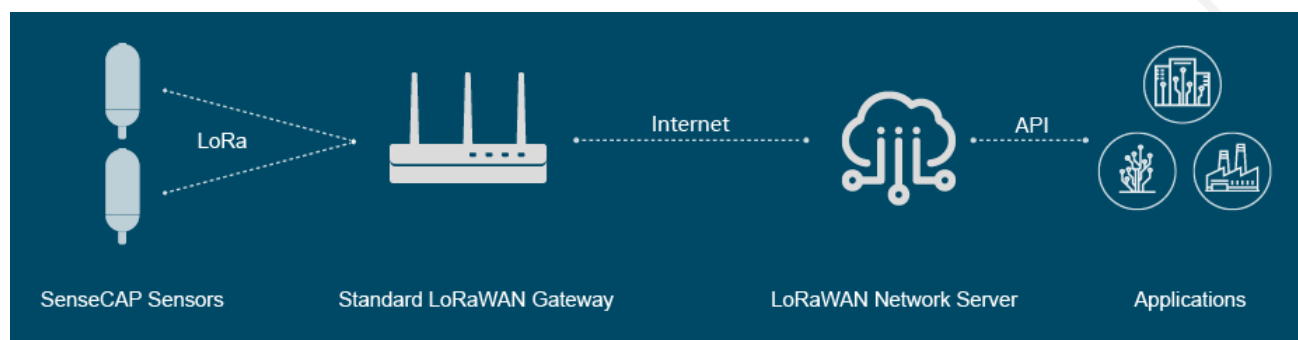 LoRa
Internet
API
SenseCAP Sensors
Standard LoRaWAN Gateway
LoRaWAN Network Server
Applications